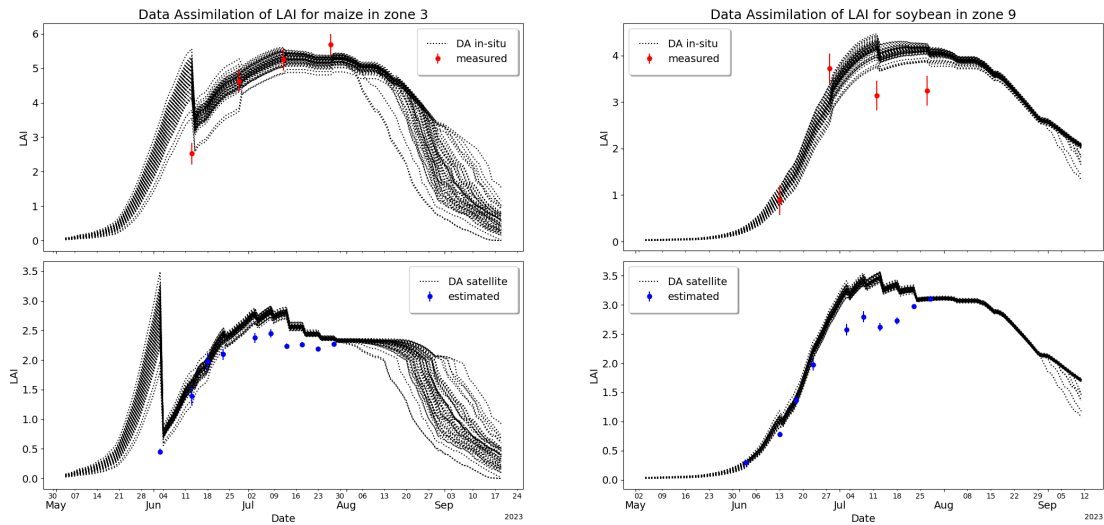 Data Assimilation of LAI for maize in zone 3
6
5
4
3
2
1
0
LAI
DA in-situ
measured
3.5
3.0
2.5
2.0
1.5
1.0
0.5
0.0
LAI
DA satellite
estimated
30 07 14 21 28 04 11 18 25 02 09 16 23 30 06 13 20 27 03 10 17 24
May Jun Jul Aug Sep
Date
2023
Data Assimilation of LAI for soybean in zone 9
4
3
2
1
0
LAI
DA in-situ
measured
3.5
3.0
2.5
2.0
1.5
1.0
0.5
0.0
LAI
DA satellite
estimated
02 09 16 23 30 06 13 20 27 04 11 18 25 08 15 22 05 12
May Jun Jul Aug Sep
Date
2023